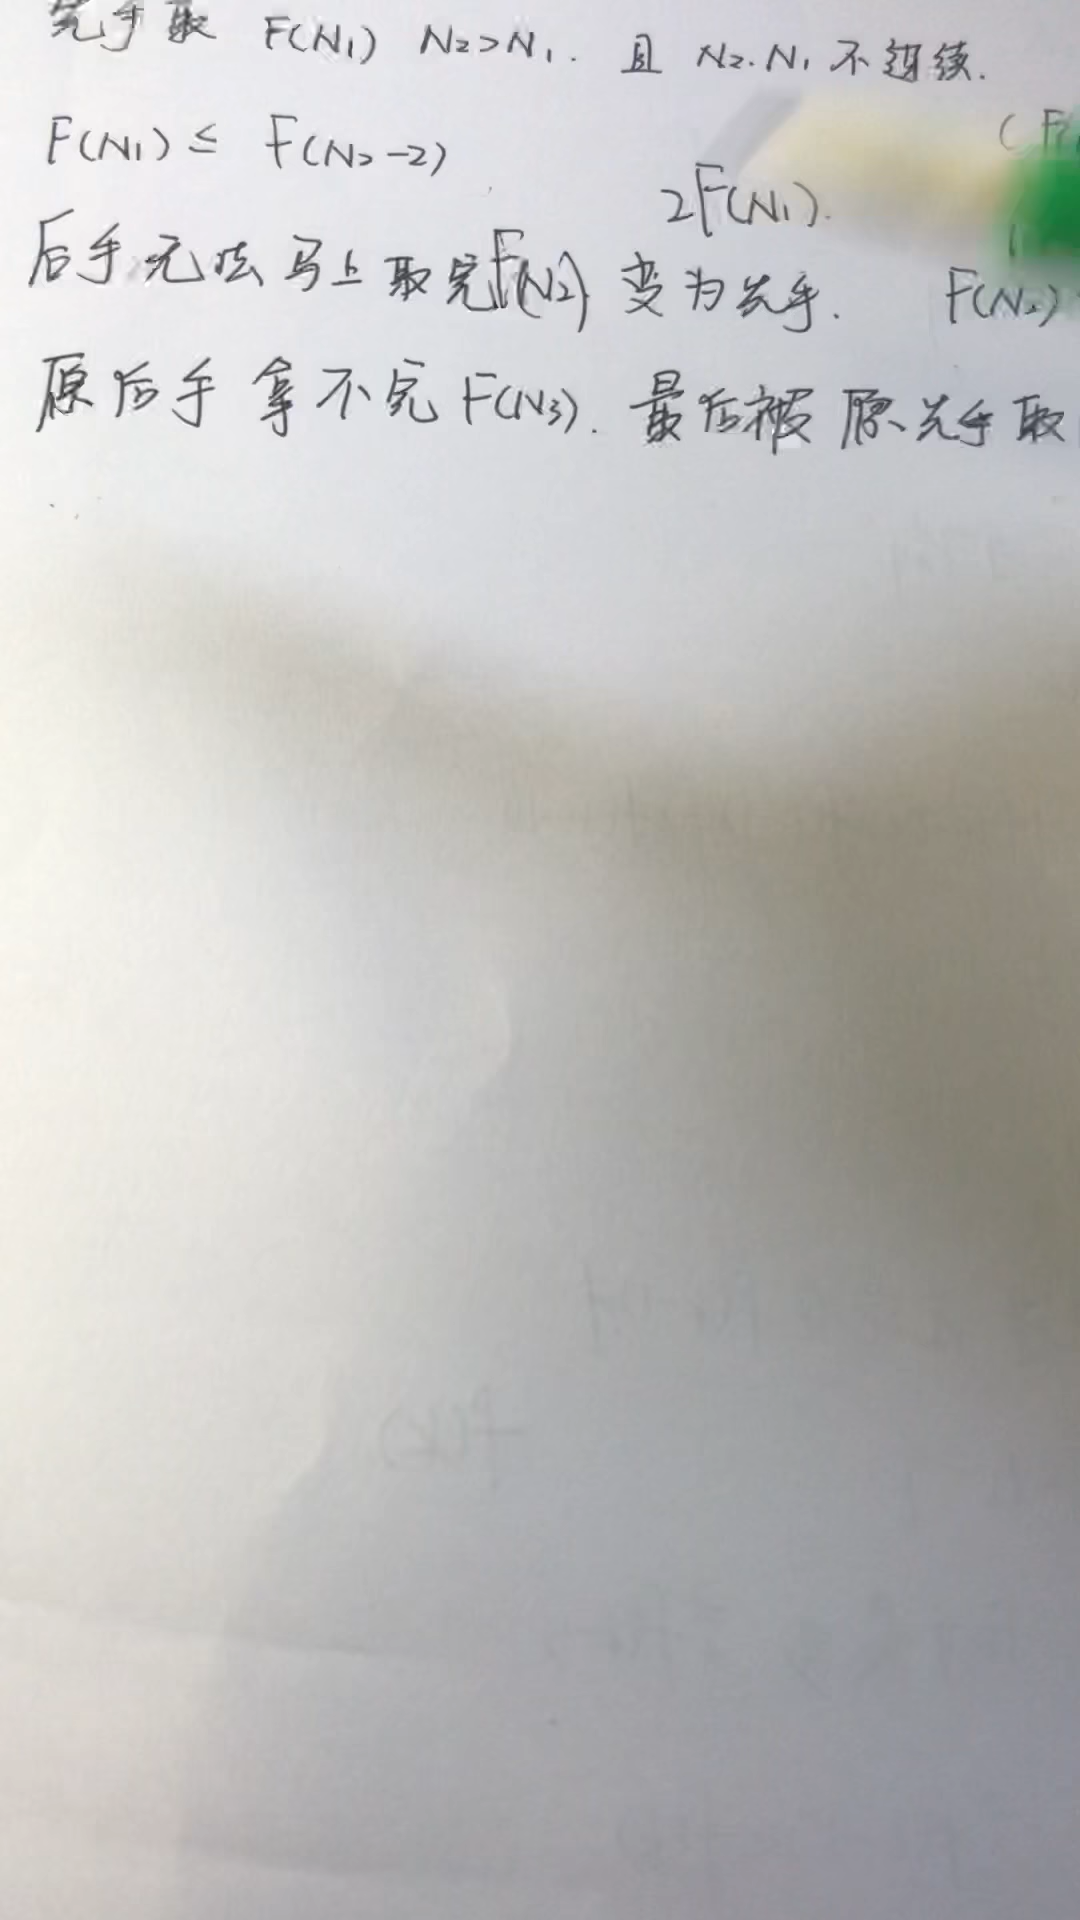 先手取 F(N₁) N₂>N₁. 且 N₂.N₁ 不连续.
F(N₁) ≤ F(N₂-2)
2F(N₁).
后手无法马上取完F(N₂) 变为先手. F(N₂)
原后手拿不完 F(N₃). 最后被原先手取